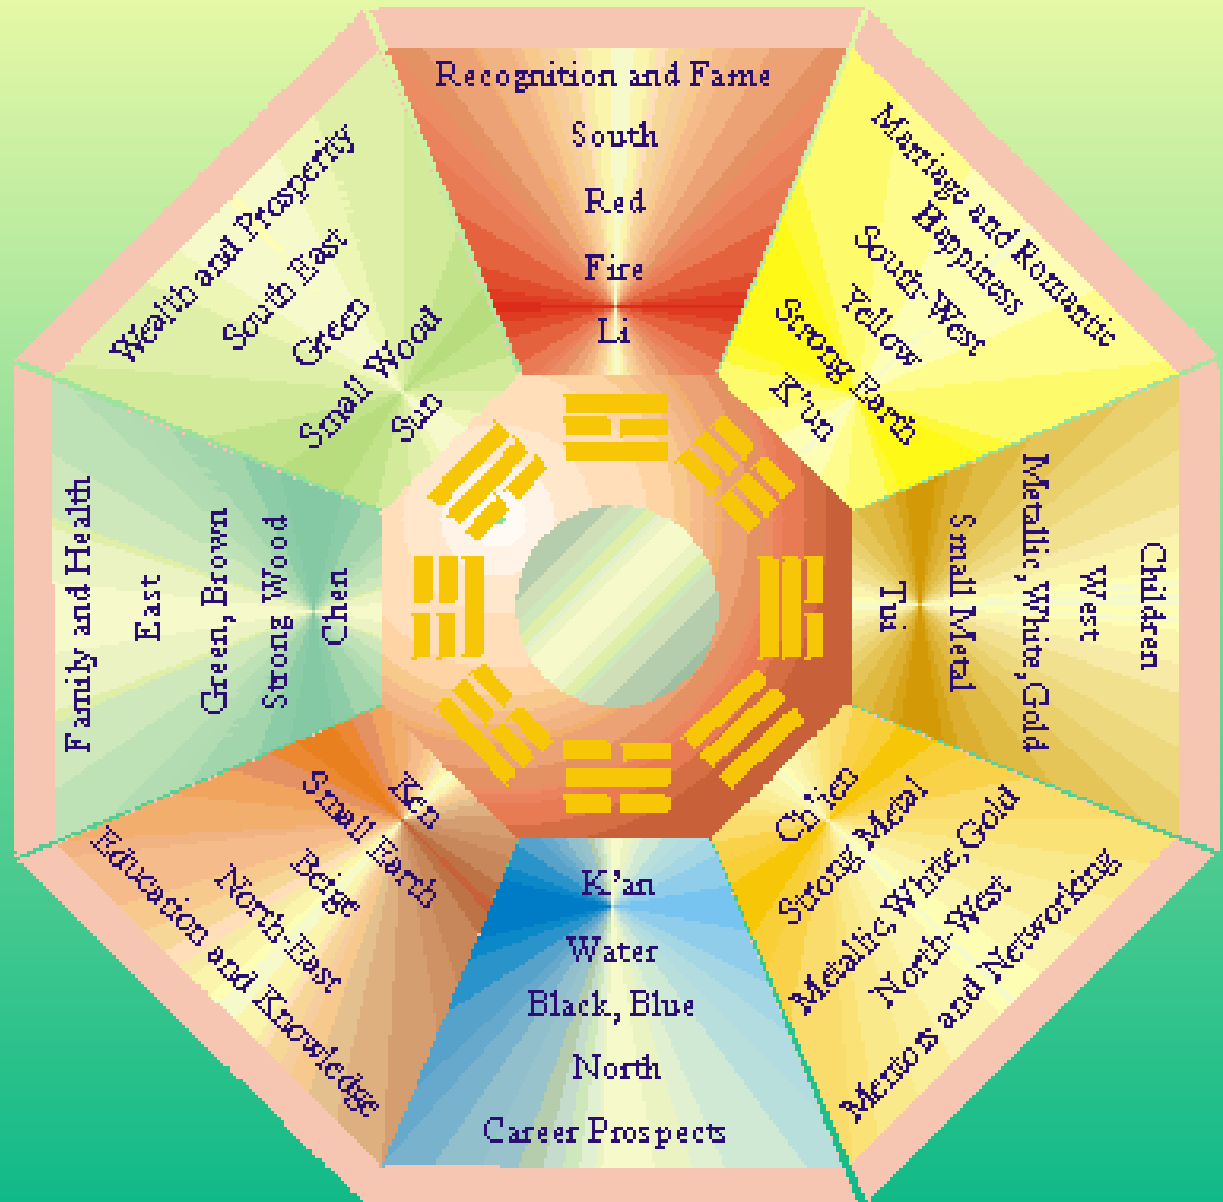 Recognition and Fame
South
Red
Fire
Li
Marriage and Romantic
Happiness
South-West
Yellow
Strong Earth
K'un
Children
West
Metallic, White, Gold
Small Metal
Tui
Ch'ien
Strong Metal
Metallic, White, Gold
North-West
Mentors and Networking
K'an
Water
Black, Blue
North
Career Prospects
Ken
Small Earth
Beige
North-East
Education and Knowledge
Family and Health
East
Green, Brown
Strong Wood
Chen
Wealth and Prosperity
South East
Green
Small Wood
Sun